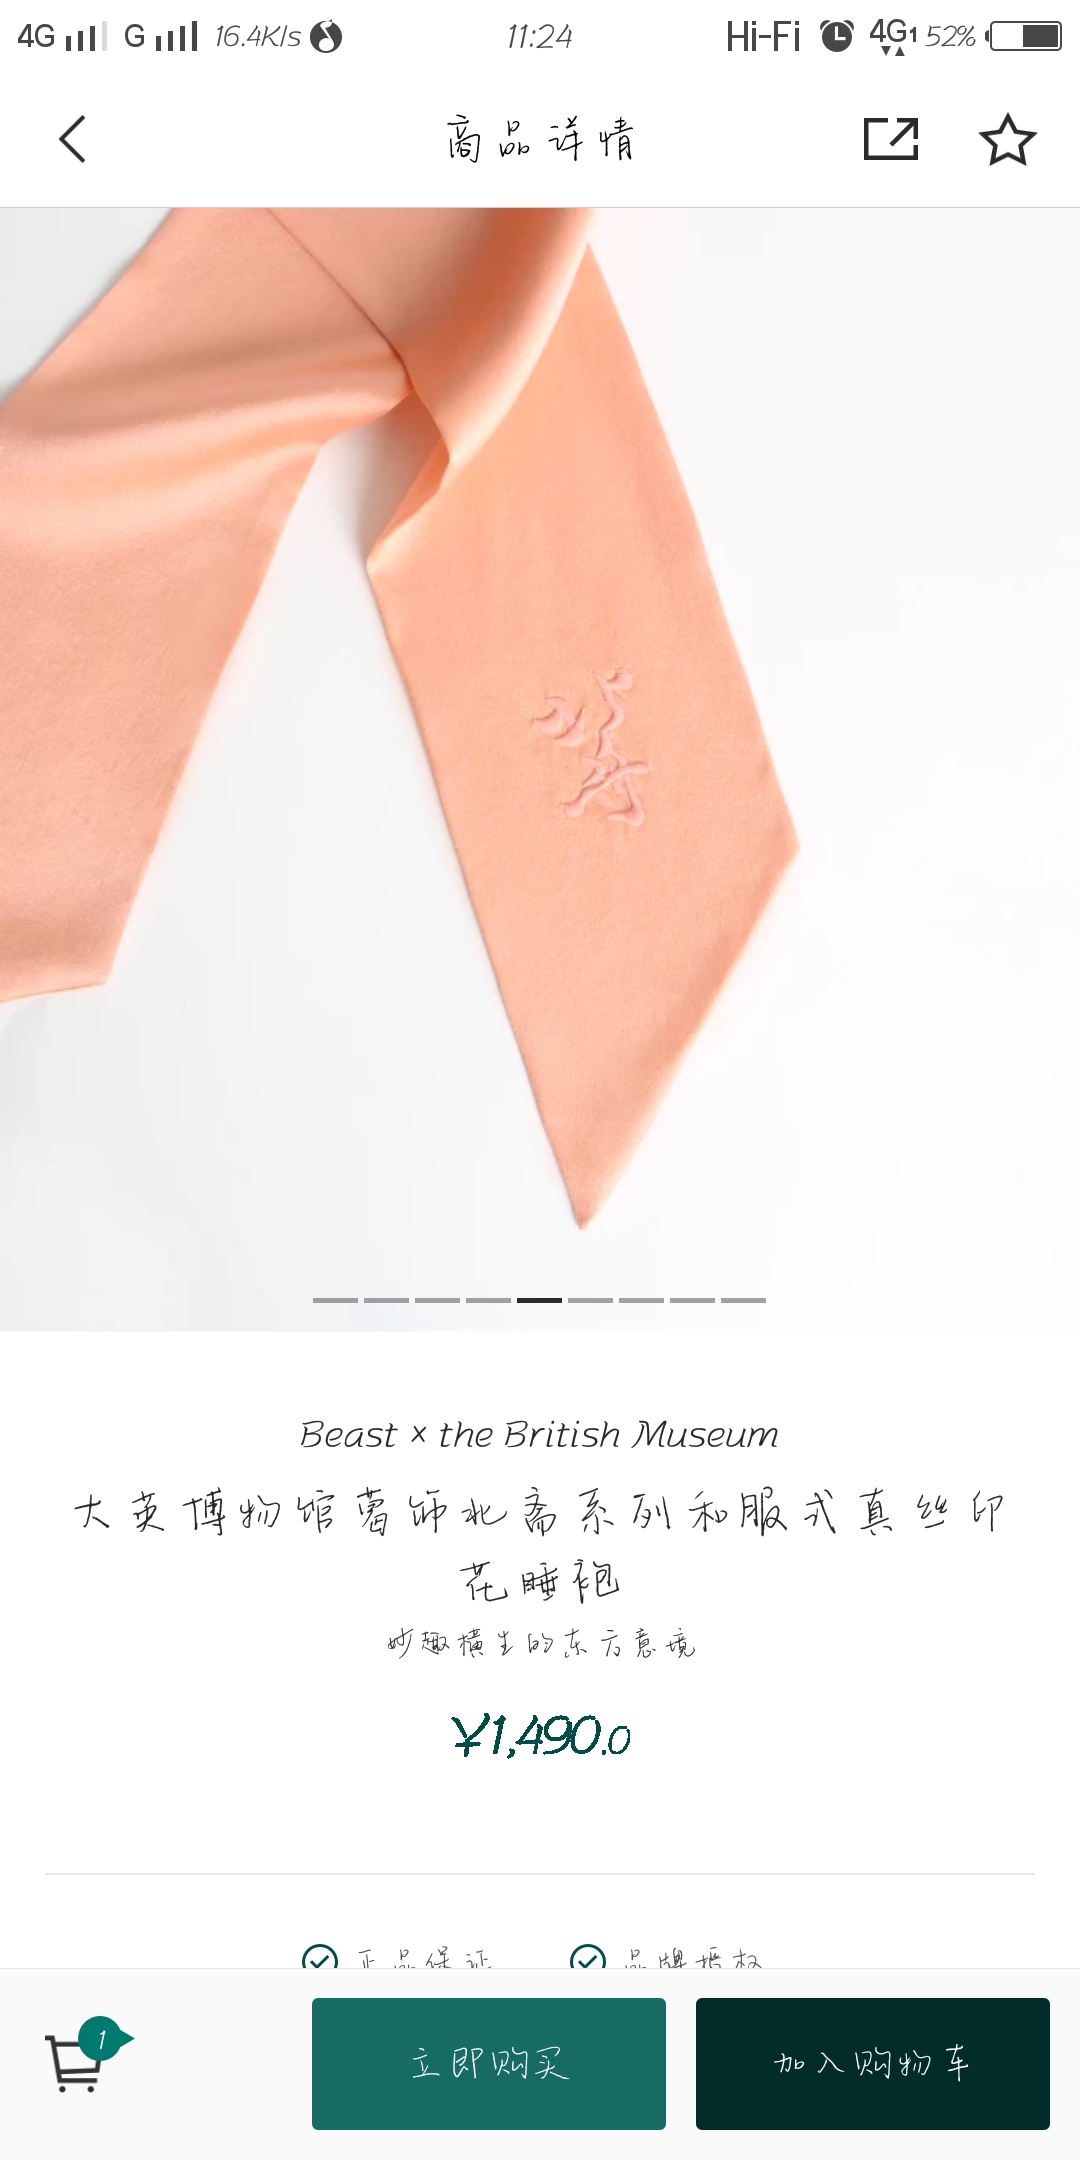 4G G 16.4K/s 11:24 Hi-Fi 4G1 52%
商品详情
Beast × the British Museum
大英博物馆葛饰北斋系列和服式真丝印
花睡袍
妙趣横生的东方意境
¥1,490.0
正品保证 品牌授权
1
立即购买 加入购物车